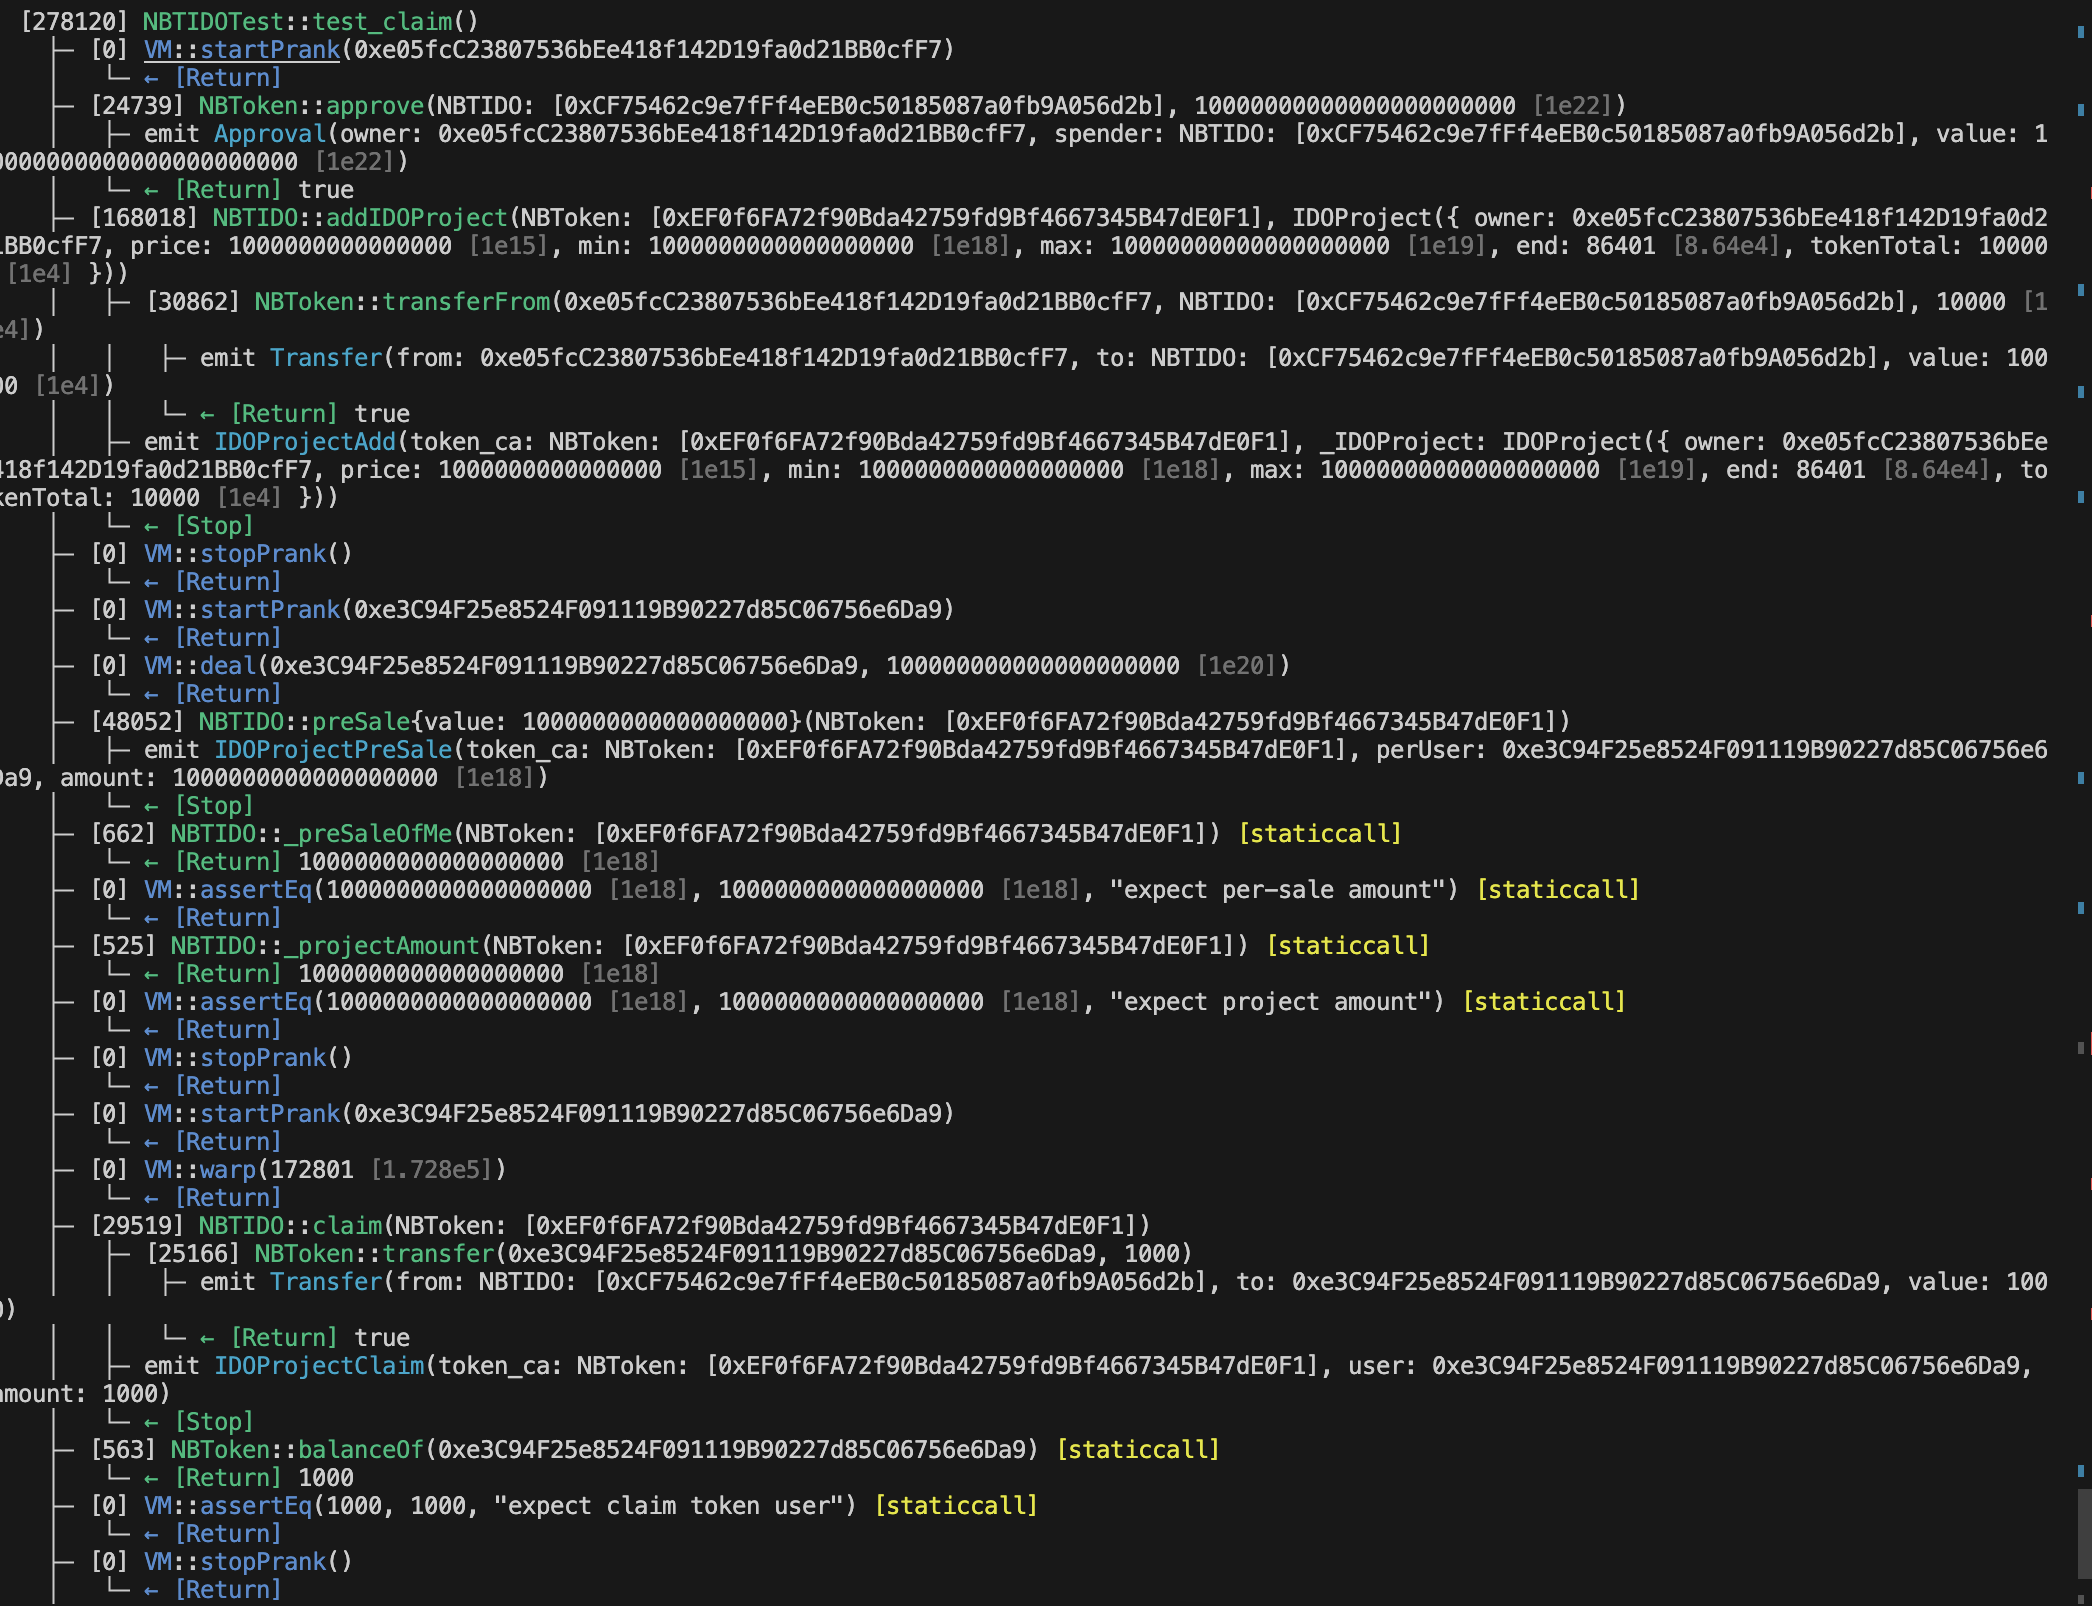 [278120] NBTIDOTest::test_claim()
├─ [0] VM::startPrank(0xe05fcC23807536bEe418f142D19fa0d21BB0cfF7)
│   └─ ← [Return]
├─ [24739] NBToken::approve(NBTIDO: [0xCF75462c9e7fFf4eEB0c50185087a0fb9A056d2b], 10000000000000000000000 [1e22])
│   ├─ emit Approval(owner: 0xe05fcC23807536bEe418f142D19fa0d21BB0cfF7, spender: NBTIDO: [0xCF75462c9e7fFf4eEB0c50185087a0fb9A056d2b], value: 1
0000000000000000000000 [1e22])
│   └─ ← [Return] true
├─ [168018] NBTIDO::addIDOProject(NBToken: [0xEF0f6FA72f90Bda42759fd9Bf4667345B47dE0F1], IDOProject({ owner: 0xe05fcC23807536bEe418f142D19fa0d2
1BB0cfF7, price: 1000000000000000 [1e15], min: 1000000000000000000 [1e18], max: 10000000000000000000 [1e19], end: 86401 [8.64e4], tokenTotal: 10000
[1e4] }))
│   ├─ [30862] NBToken::transferFrom(0xe05fcC23807536bEe418f142D19fa0d21BB0cfF7, NBTIDO: [0xCF75462c9e7fFf4eEB0c50185087a0fb9A056d2b], 10000 [1
e4])
│   │   ├─ emit Transfer(from: 0xe05fcC23807536bEe418f142D19fa0d21BB0cfF7, to: NBTIDO: [0xCF75462c9e7fFf4eEB0c50185087a0fb9A056d2b], value: 100
00 [1e4])
│   │   └─ ← [Return] true
│   ├─ emit IDOProjectAdd(token_ca: NBToken: [0xEF0f6FA72f90Bda42759fd9Bf4667345B47dE0F1], _IDOProject: IDOProject({ owner: 0xe05fcC23807536bEe
418f142D19fa0d21BB0cfF7, price: 1000000000000000 [1e15], min: 1000000000000000000 [1e18], max: 10000000000000000000 [1e19], end: 86401 [8.64e4], to
kenTotal: 10000 [1e4] }))
│   └─ ← [Stop]
├─ [0] VM::stopPrank()
│   └─ ← [Return]
├─ [0] VM::startPrank(0xe3C94F25e8524F091119B90227d85C06756e6Da9)
│   └─ ← [Return]
├─ [0] VM::deal(0xe3C94F25e8524F091119B90227d85C06756e6Da9, 100000000000000000000 [1e20])
│   └─ ← [Return]
├─ [48052] NBTIDO::preSale{value: 1000000000000000000}(NBToken: [0xEF0f6FA72f90Bda42759fd9Bf4667345B47dE0F1])
│   ├─ emit IDOProjectPreSale(token_ca: NBToken: [0xEF0f6FA72f90Bda42759fd9Bf4667345B47dE0F1], perUser: 0xe3C94F25e8524F091119B90227d85C06756e6
Da9, amount: 1000000000000000000 [1e18])
│   └─ ← [Stop]
├─ [662] NBTIDO::_preSaleOfMe(NBToken: [0xEF0f6FA72f90Bda42759fd9Bf4667345B47dE0F1]) [staticcall]
│   └─ ← [Return] 1000000000000000000 [1e18]
├─ [0] VM::assertEq(1000000000000000000 [1e18], 1000000000000000000 [1e18], "expect per-sale amount") [staticcall]
│   └─ ← [Return]
├─ [525] NBTIDO::_projectAmount(NBToken: [0xEF0f6FA72f90Bda42759fd9Bf4667345B47dE0F1]) [staticcall]
│   └─ ← [Return] 1000000000000000000 [1e18]
├─ [0] VM::assertEq(1000000000000000000 [1e18], 1000000000000000000 [1e18], "expect project amount") [staticcall]
│   └─ ← [Return]
├─ [0] VM::stopPrank()
│   └─ ← [Return]
├─ [0] VM::startPrank(0xe3C94F25e8524F091119B90227d85C06756e6Da9)
│   └─ ← [Return]
├─ [0] VM::warp(172801 [1.728e5])
│   └─ ← [Return]
├─ [29519] NBTIDO::claim(NBToken: [0xEF0f6FA72f90Bda42759fd9Bf4667345B47dE0F1])
│   ├─ [25166] NBToken::transfer(0xe3C94F25e8524F091119B90227d85C06756e6Da9, 1000)
│   │   ├─ emit Transfer(from: NBTIDO: [0xCF75462c9e7fFf4eEB0c50185087a0fb9A056d2b], to: 0xe3C94F25e8524F091119B90227d85C06756e6Da9, value: 100
0)
│   │   └─ ← [Return] true
│   ├─ emit IDOProjectClaim(token_ca: NBToken: [0xEF0f6FA72f90Bda42759fd9Bf4667345B47dE0F1], user: 0xe3C94F25e8524F091119B90227d85C06756e6Da9,
amount: 1000)
│   └─ ← [Stop]
├─ [563] NBToken::balanceOf(0xe3C94F25e8524F091119B90227d85C06756e6Da9) [staticcall]
│   └─ ← [Return] 1000
├─ [0] VM::assertEq(1000, 1000, "expect claim token user") [staticcall]
│   └─ ← [Return]
├─ [0] VM::stopPrank()
│   └─ ← [Return]